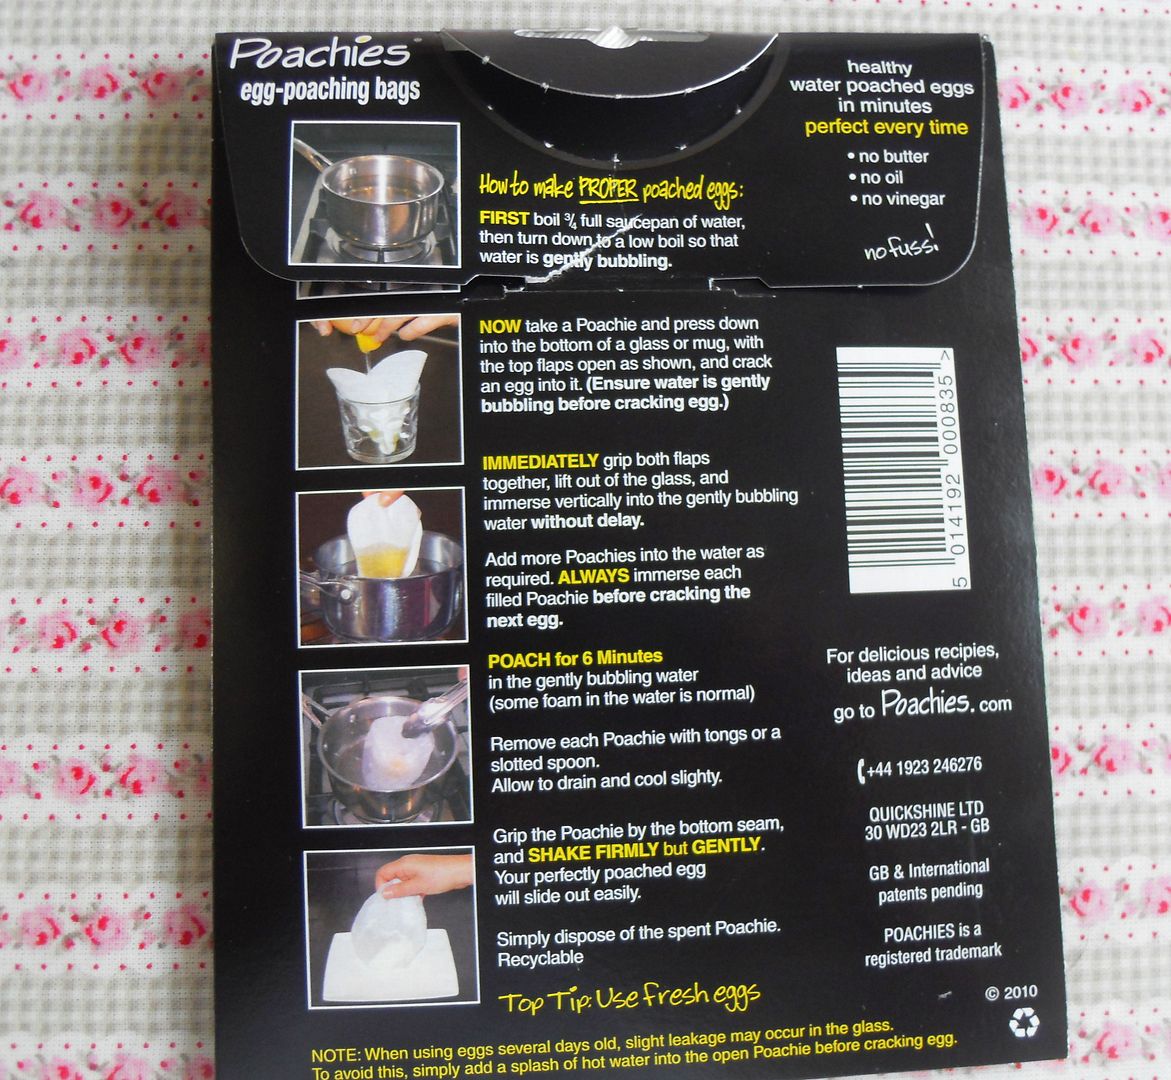 Poachies
egg-poaching bags
healthy
water poached eggs
in minutes
perfect every time
• no butter
• no oil
• no vinegar
no fuss!
How to make PROPER poached eggs:
FIRST boil ¾ full saucepan of water,
then turn down to a low boil so that
water is gently bubbling.
NOW take a Poachie and press down
into the bottom of a glass or mug, with
the top flaps open as shown, and crack
an egg into it. (Ensure water is gently
bubbling before cracking egg.)
IMMEDIATELY grip both flaps
together, lift out of the glass, and
immerse vertically into the gently bubbling
water without delay.
Add more Poachies into the water as
required. ALWAYS immerse each
filled Poachie before cracking the
next egg.
POACH for 6 Minutes
in the gently bubbling water
(some foam in the water is normal)
Remove each Poachie with tongs or a
slotted spoon.
Allow to drain and cool slighty.
Grip the Poachie by the bottom seam,
and SHAKE FIRMLY but GENTLY.
Your perfectly poached egg
will slide out easily.
Simply dispose of the spent Poachie.
Recyclable
Top Tip: Use fresh eggs
5 014192 000835 >
For delicious recipies,
ideas and advice
go to Poachies.com
+44 1923 246276
QUICKSHINE LTD
30 WD23 2LR - GB
GB & International
patents pending
POACHIES is a
registered trademark
© 2010
NOTE: When using eggs several days old, slight leakage may occur in the glass.
To avoid this, simply add a splash of hot water into the open Poachie before cracking egg.